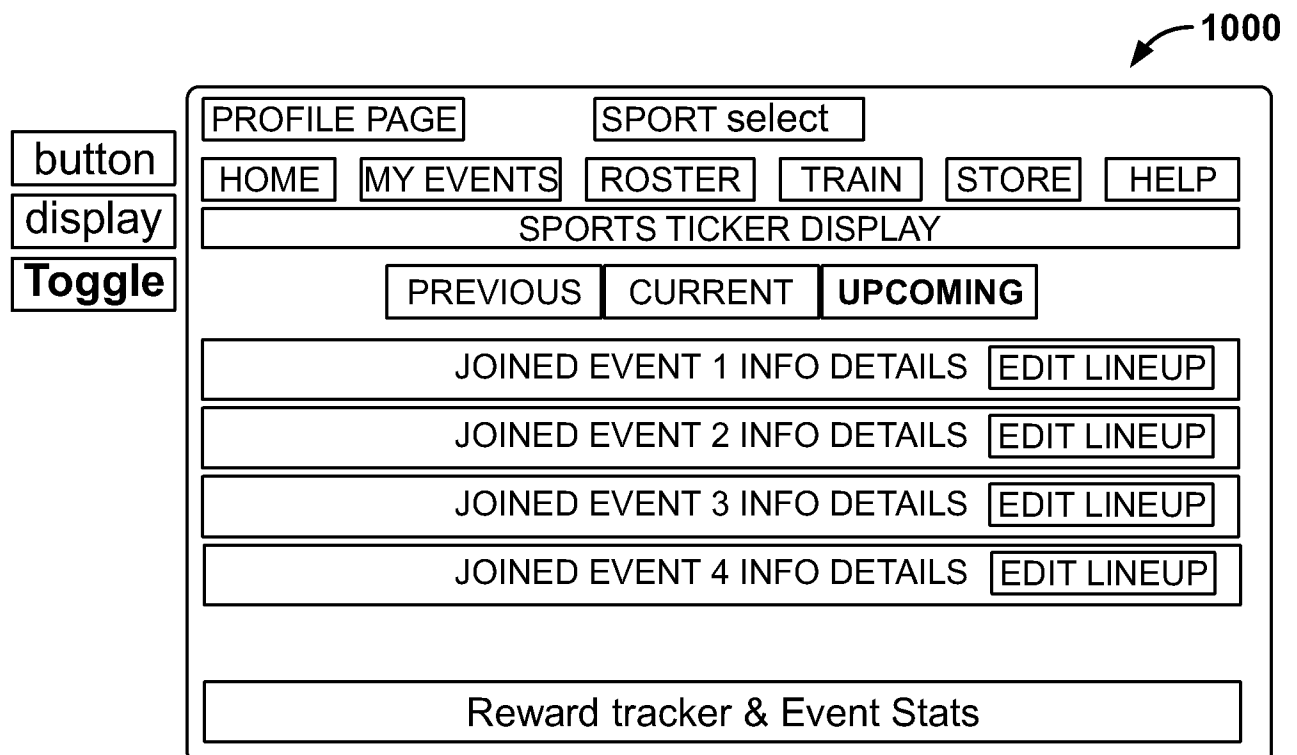 1000
PROFILE PAGE SPORT select
button
HOME MY EVENTS ROSTER TRAIN STORE HELP
display
SPORTS TICKER DISPLAY
Toggle
PREVIOUS CURRENT UPCOMING
JOINED EVENT 1 INFO DETAILS EDIT LINEUP
JOINED EVENT 2 INFO DETAILS EDIT LINEUP
JOINED EVENT 3 INFO DETAILS EDIT LINEUP
JOINED EVENT 4 INFO DETAILS EDIT LINEUP
Reward tracker & Event Stats